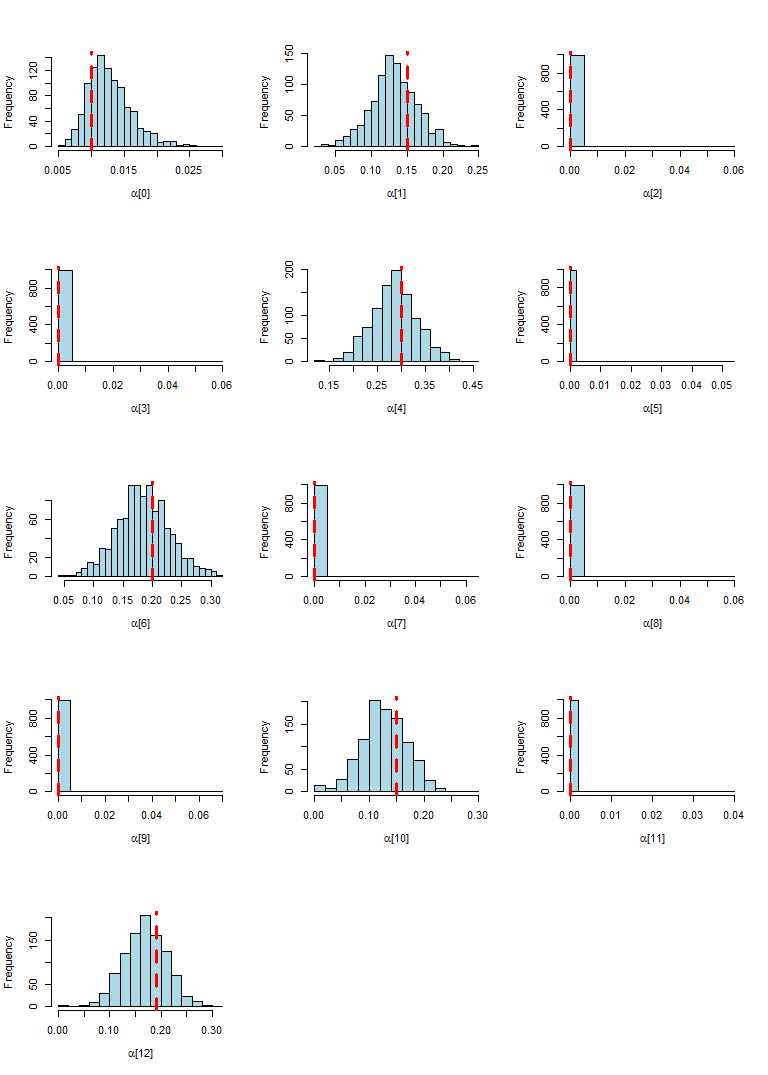 Frequency
0 40 80 120
0.005 0.015 0.025
α[0]
Frequency
0 50 100 150
0.05 0.10 0.15 0.20 0.25
α[1]
Frequency
0 400 800
0.00 0.02 0.04 0.06
α[2]
Frequency
0 400 800
0.00 0.02 0.04 0.06
α[3]
Frequency
0 50 100 200
0.15 0.25 0.35 0.45
α[4]
Frequency
0 400 800
0.00 0.01 0.02 0.03 0.04 0.05
α[5]
Frequency
0 20 60
0.05 0.10 0.15 0.20 0.25 0.30
α[6]
Frequency
0 400 800
0.00 0.02 0.04 0.06
α[7]
Frequency
0 400 800
0.00 0.02 0.04 0.06
α[8]
Frequency
0 400 800
0.00 0.02 0.04 0.06
α[9]
Frequency
0 50 150
0.00 0.10 0.20 0.30
α[10]
Frequency
0 400 800
0.00 0.01 0.02 0.03 0.04
α[11]
Frequency
0 50 150
0.00 0.10 0.20 0.30
α[12]